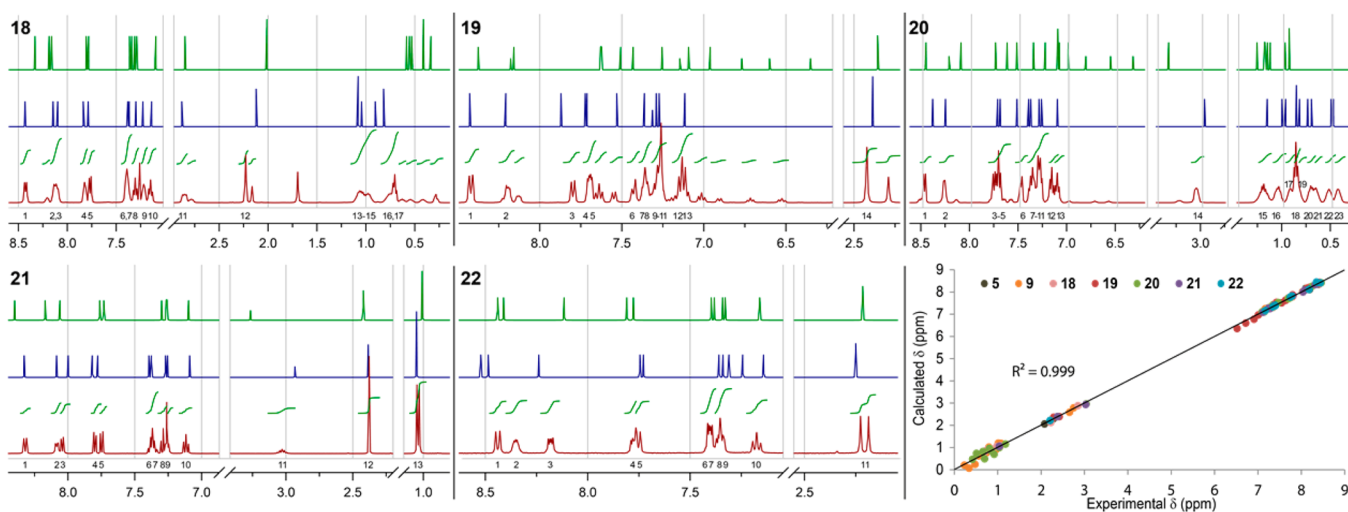 18
1 2,3 4 5 6 7 8 9 10 11 12 13-15 16,17
8.5 8.0 7.5 2.5 2.0 1.5 1.0 0.5
19
1 2 3 4 5 6 7 8 9-11 12 13 14
8.0 7.5 7.0 6.5 2.5
20
17 19
1 2 3-5 6 7-11 12 13 14 15 16 18 20 21 22 23
8.5 8.0 7.5 7.0 6.5 3.0 1.0 0.5
21
1 2 3 4 5 6 7 8 9 10 11 12 13
8.0 7.5 7.0 3.0 2.5 1.0
22
1 2 3 4 5 6 7 8 9 10 11
8.5 8.0 7.5 2.5
5 9 18 19 20 21 22
R² = 0.999
Calculated δ (ppm)
9
8
7
6
5
4
3
2
1
0
0 1 2 3 4 5 6 7 8 9
Experimental δ (ppm)